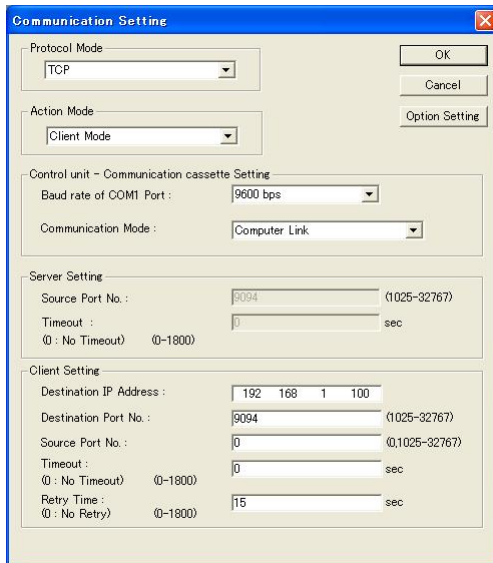 Communication Setting
Protocol Mode
TCP
OK
Cancel
Action Mode
Option Setting
Client Mode
Control unit - Communication cassette Setting
Baud rate of COM1 Port : 9600 bps
Communication Mode : Computer Link
Server Setting
Source Port No. : 9094 (1025-32767)
Timeout : 0 sec
(0 : No Timeout) (0-1800)
Client Setting
Destination IP Address : 192 168 1 100
Destination Port No. : 9094 (1025-32767)
Source Port No. : 0 (0,1025-32767)
Timeout : 0 sec
(0 : No Timeout) (0-1800)
Retry Time : 15 sec
(0 : No Retry) (0-1800)